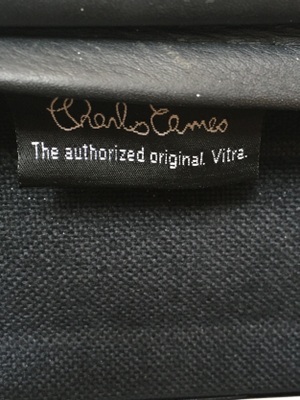 Charles Eames
The authorized original. Vitra.